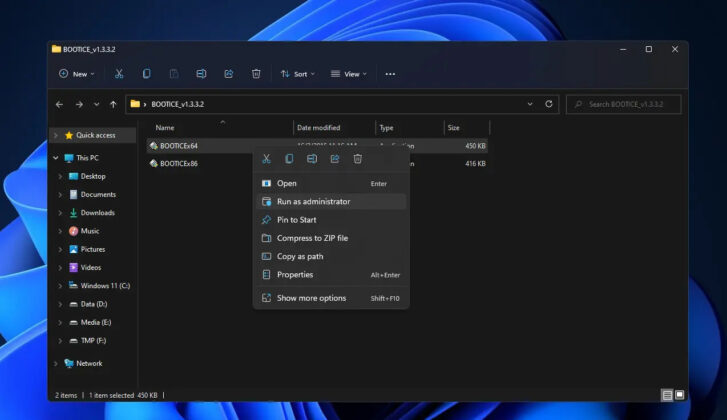 BOOTICE_v1.3.3.2
New
Sort
View
BOOTICE_v1.3.3.2
Search BOOTICE_v1.3.3.2
Name
Date modified
Type
Size
Quick access
This PC
Desktop
Documents
Downloads
Music
Pictures
Videos
Windows 11 (C:)
Data (D:)
Media (E:)
TMP (F:)
Network
BOOTICEx64
450 KB
BOOTICEx86
416 KB
Open Enter
Run as administrator
Pin to Start
Compress to ZIP file
Copy as path
Properties Alt+Enter
Show more options Shift+F10
2 items
1 item selected 450 KB